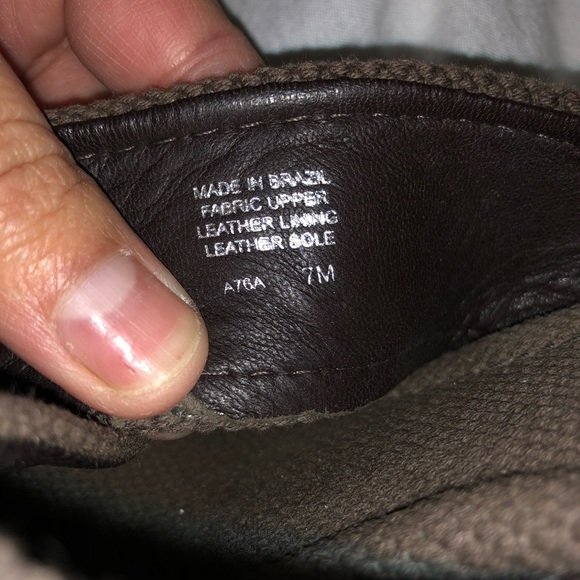 MADE IN BRAZIL
FABRIC UPPER
LEATHER LINING
LEATHER SOLE
A76A 7M